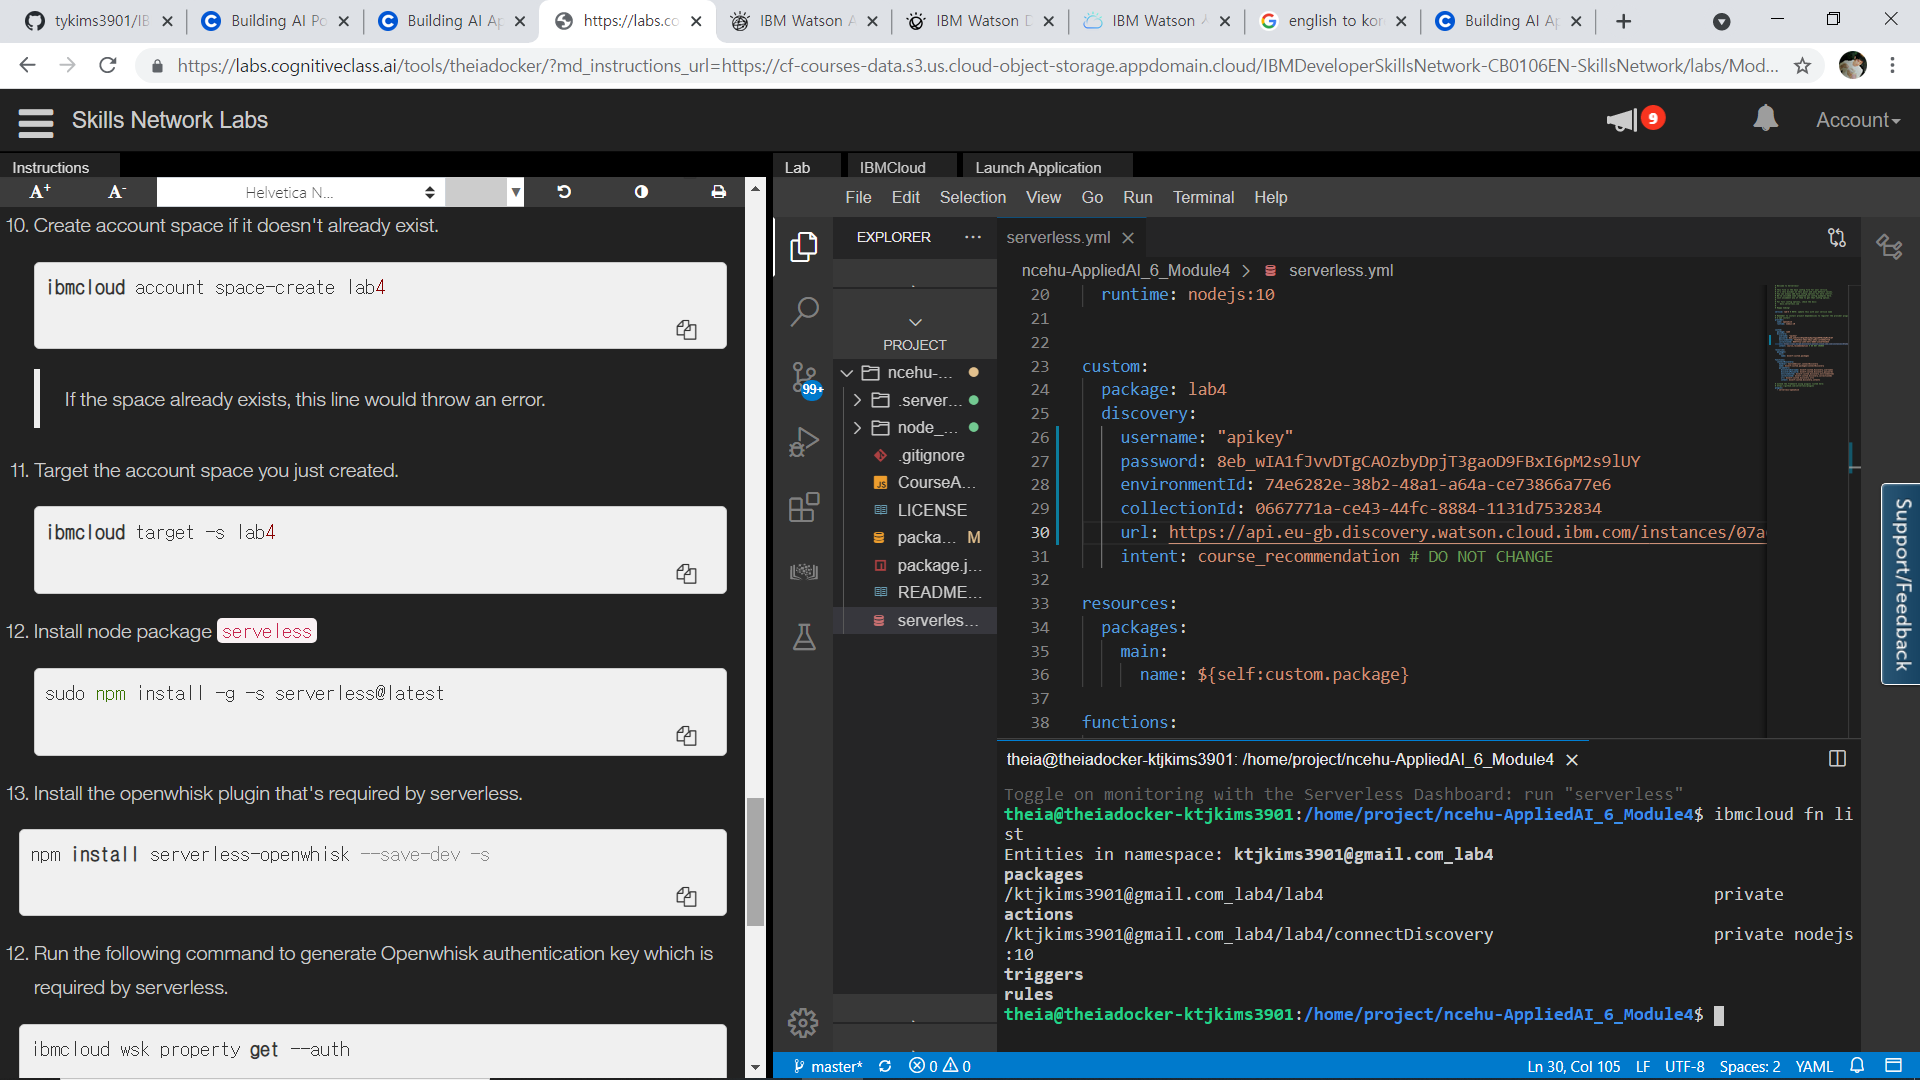 tykims3901/IB
Building AI Po
Building AI Ap
https://labs.co
IBM Watson A
IBM Watson D
IBM Watson A
english to kor
Building AI Ap
https://labs.cognitiveclass.ai/tools/theiadocker/?md_instructions_url=https://cf-courses-data.s3.us.cloud-object-storage.appdomain.cloud/IBMDeveloperSkillsNetwork-CB0106EN-SkillsNetwork/labs/Mod...
Skills Network Labs
9
Account
Instructions
A+ A- Helvetica N...
10. Create account space if it doesn't already exist.
ibmcloud account space-create lab4
If the space already exists, this line would throw an error.
11. Target the account space you just created.
ibmcloud target -s lab4
12. Install node package serveless
sudo npm install -g -s serverless@latest
13. Install the openwhisk plugin that's required by serverless.
npm install serverless-openwhisk --save-dev -s
12. Run the following command to generate Openwhisk authentication key which is
required by serverless.
ibmcloud wsk property get --auth
Lab IBMCloud Launch Application
File Edit Selection View Go Run Terminal Help
EXPLORER ...
PROJECT
99+
ncehu-...
.server...
node_...
.gitignore
CourseA...
LICENSE
packa... M
package.j...
README...
serverles...
serverless.yml
ncehu-AppliedAI_6_Module4 > serverless.yml
20 runtime: nodejs:10
21
22
23 custom:
24 package: lab4
25 discovery:
26 username: "apikey"
27 password: 8eb_wIA1fJvvDTgCAOzbyDpjT3gaoD9FBxI6pM2s9lUY
28 environmentId: 74e6282e-38b2-48a1-a64a-ce73866a77e6
29 collectionId: 0667771a-ce43-44fc-8884-1131d7532834
30 url: https://api.eu-gb.discovery.watson.cloud.ibm.com/instances/07a
31 intent: course_recommendation # DO NOT CHANGE
32
33 resources:
34 packages:
35 main:
36 name: ${self:custom.package}
37
38 functions:
theia@theiadocker-ktjkims3901: /home/project/ncehu-AppliedAI_6_Module4
Toggle on monitoring with the Serverless Dashboard: run "serverless"
theia@theiadocker-ktjkims3901:/home/project/ncehu-AppliedAI_6_Module4$ ibmcloud fn li
st
Entities in namespace: ktjkims3901@gmail.com_lab4
packages
/ktjkims3901@gmail.com_lab4/lab4 private
actions
/ktjkims3901@gmail.com_lab4/lab4/connectDiscovery private nodejs
:10
triggers
rules
theia@theiadocker-ktjkims3901:/home/project/ncehu-AppliedAI_6_Module4$
master* 0 0 Ln 30, Col 105 LF UTF-8 Spaces: 2 YAML
Support/Feedback